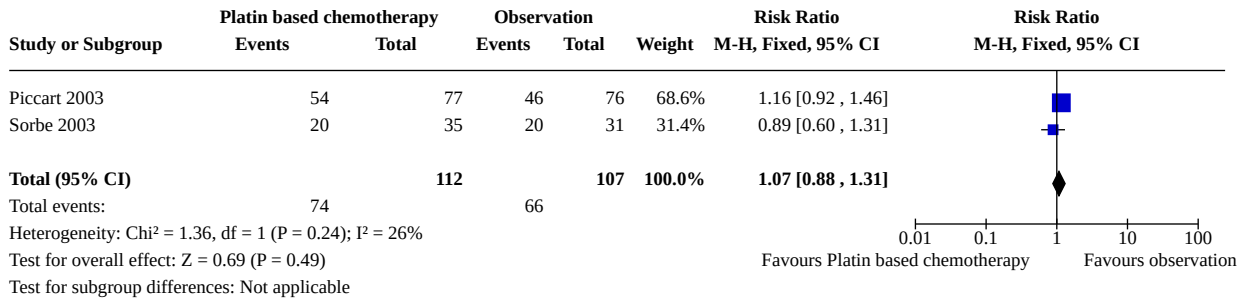 Platin based chemotherapy Observation Risk Ratio Risk Ratio
Study or Subgroup Events Total Events Total Weight M-H, Fixed, 95% CI M-H, Fixed, 95% CI
Piccart 2003 54 77 46 76 68.6% 1.16 [0.92 , 1.46]
Sorbe 2003 20 35 20 31 31.4% 0.89 [0.60 , 1.31]
Total (95% CI) 112 107 100.0% 1.07 [0.88 , 1.31]
Total events: 74 66
Heterogeneity: Chi² = 1.36, df = 1 (P = 0.24); I² = 26%
0.01 0.1 1 10 100
Test for overall effect: Z = 0.69 (P = 0.49) Favours Platin based chemotherapy Favours observation
Test for subgroup differences: Not applicable